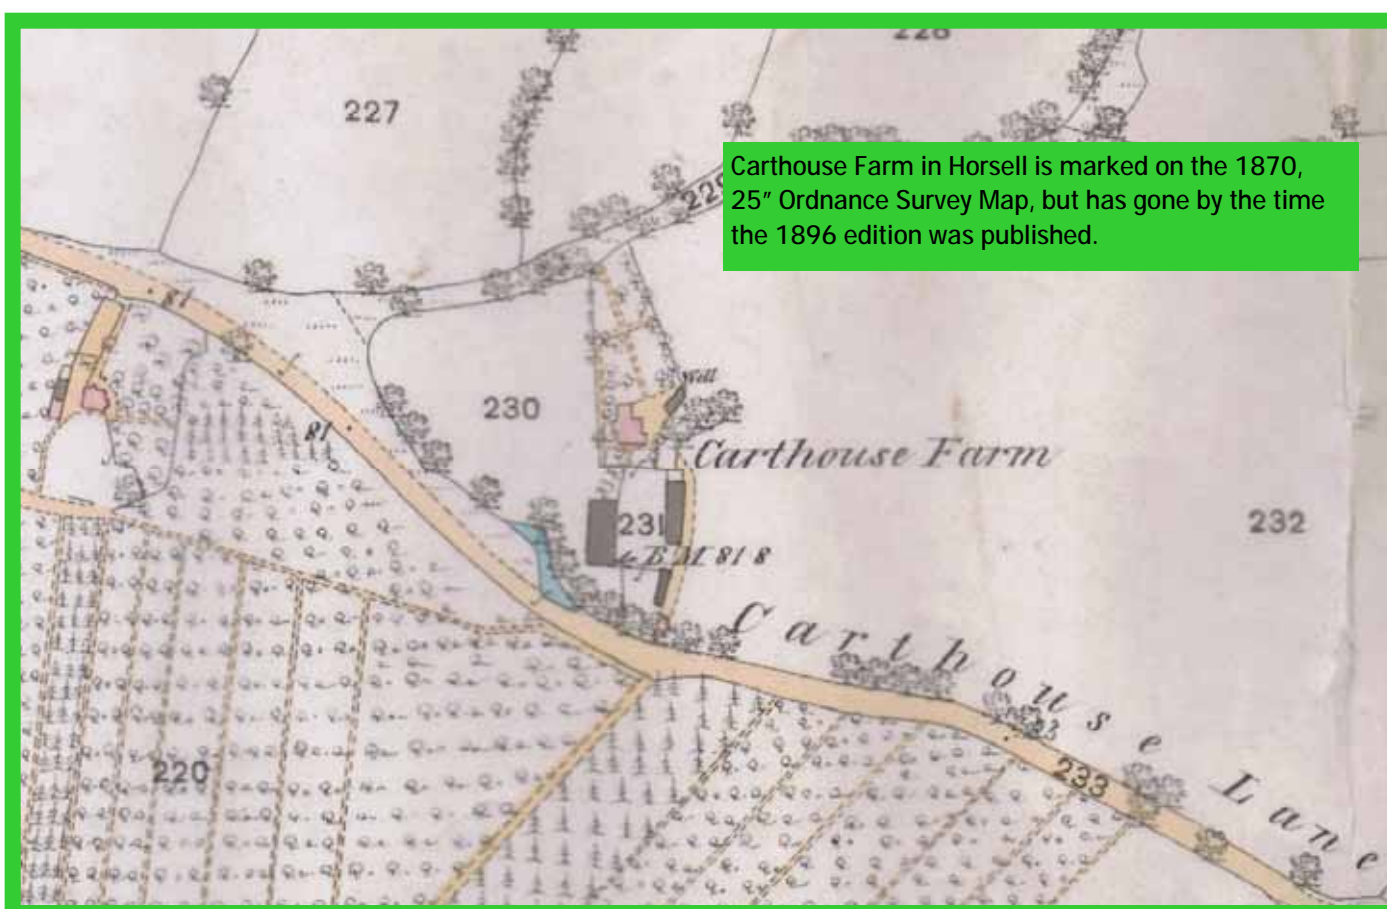 228
227
Carthouse Farm in Horsell is marked on the 1870,
25" Ordnance Survey Map, but has gone by the time
the 1896 edition was published.
229
81
Well
230
81
Carthouse Farm
231
232
B.M 81 8
Carthouse Lane
220
233